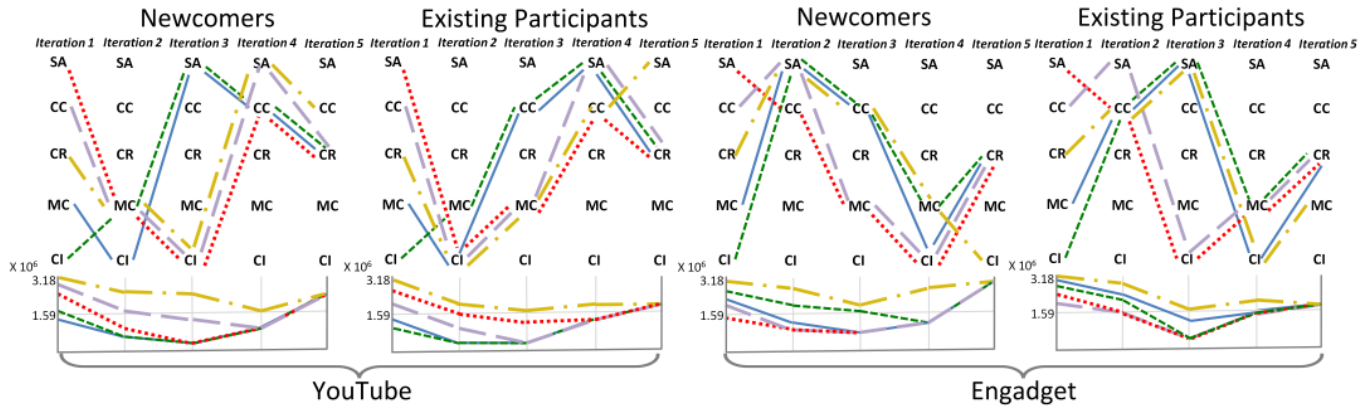 Newcomers Existing Participants Newcomers Existing Participants
Iteration 1 Iteration 2 Iteration 3 Iteration 4 Iteration 5 Iteration 1 Iteration 2 Iteration 3 Iteration 4 Iteration 5 Iteration 1 Iteration 2 Iteration 3 Iteration 4 Iteration 5 Iteration 1 Iteration 2 Iteration 3 Iteration 4 Iteration 5
SA SA SA SA SA SA SA SA SA SA SA SA SA SA SA SA SA SA SA SA
CC CC CC CC CC CC CC CC CC CC CC CC CC CC CC CC CC CC CC CC
CR CR CR CR CR CR CR CR CR CR CR CR CR CR CR CR CR CR CR CR
MC MC MC MC MC MC MC MC MC MC MC MC MC MC MC MC MC MC MC MC
CI CI CI CI CI CI CI CI CI CI CI CI CI CI CI CI CI CI CI CI
X 10⁶ X 10⁶ X 10⁶ X 10⁶
3.18 3.18 3.18 3.18
1.59 1.59 1.59 1.59
YouTube Engadget